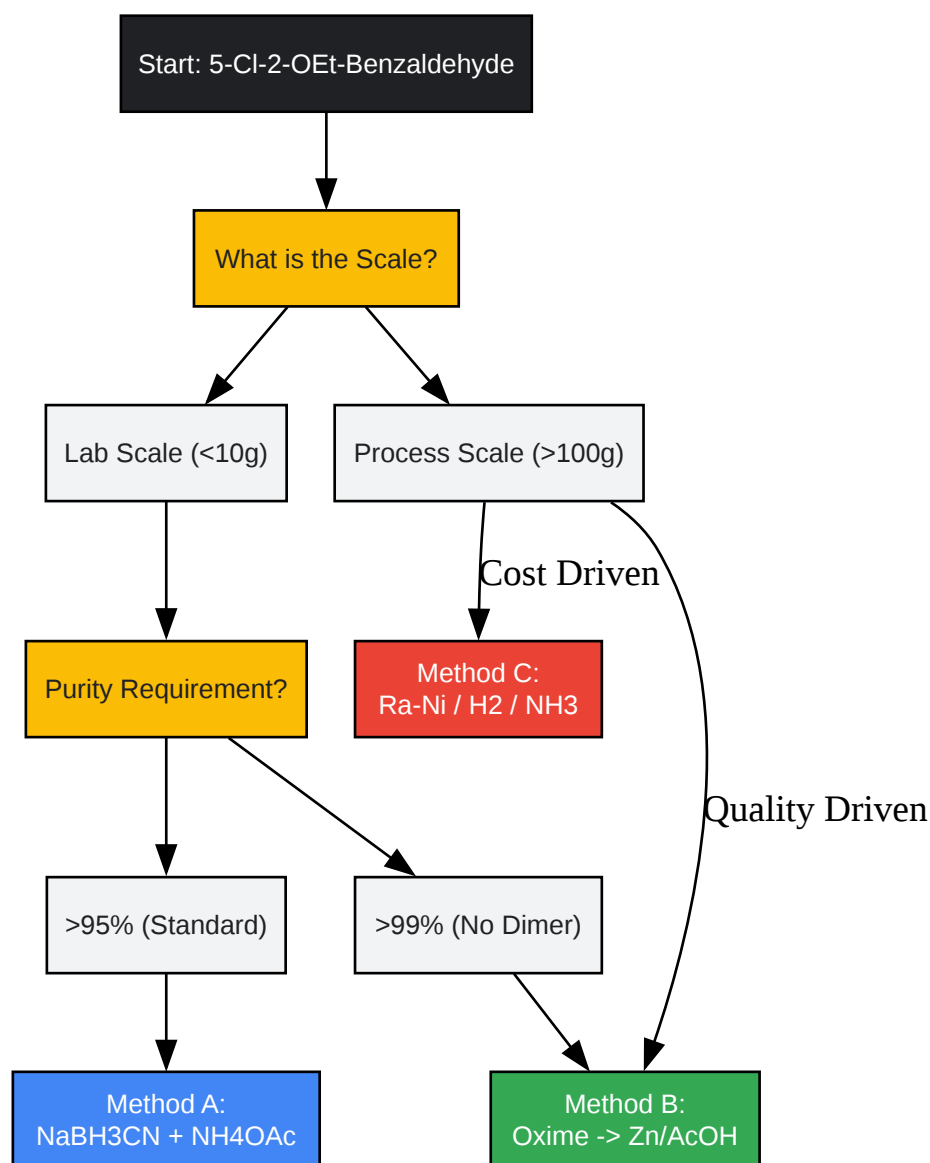 Start: 5-Cl-2-OEt-Benzaldehyde
What is the Scale?
Lab Scale (<10g)
Process Scale (>100g)
Cost Driven
Purity Requirement?
Method C:
Ra-Ni / H2 / NH3
Quality Driven
>95% (Standard)
>99% (No Dimer)
Method A:
NaBH3CN + NH4OAc
Method B:
Oxime -> Zn/AcOH